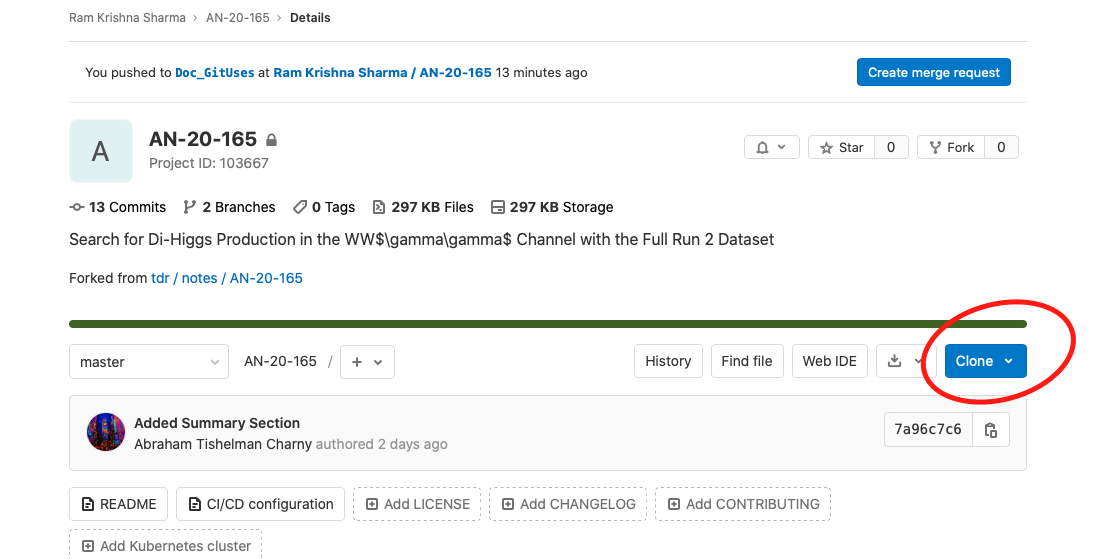 Ram Krishna Sharma › AN-20-165 › Details
You pushed to Doc_GitUses at Ram Krishna Sharma / AN-20-165 13 minutes ago
Create merge request
A
AN-20-165
Project ID: 103667
Star 0
Fork 0
13 Commits 2 Branches 0 Tags 297 KB Files 297 KB Storage
Search for Di-Higgs Production in the WW$\gamma\gamma$ Channel with the Full Run 2 Dataset
Forked from tdr / notes / AN-20-165
master AN-20-165 / + History Find file Web IDE Clone
Added Summary Section
Abraham Tishelman Charny authored 2 days ago
7a96c7c6
README CI/CD configuration Add LICENSE Add CHANGELOG Add CONTRIBUTING
Add Kubernetes cluster